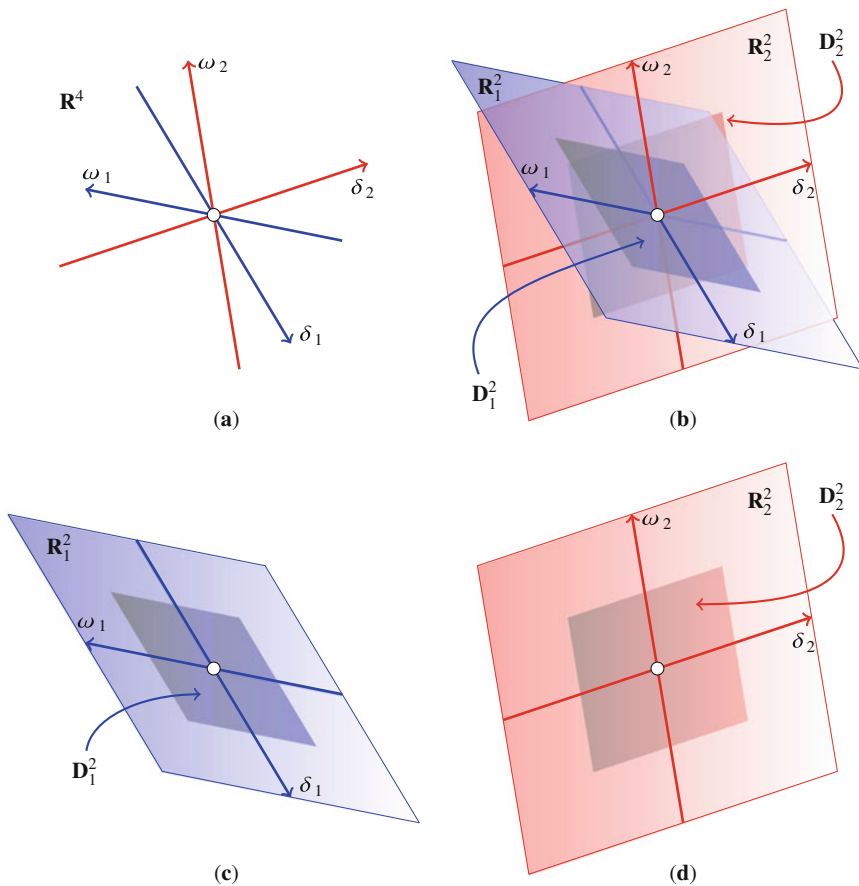 R⁴
ω₂
ω₁
δ₂
δ₁
(a)
R²₁
R²₂
D²₂
ω₂
ω₁
δ₂
δ₁
D²₁
(b)
R²₁
ω₁
D²₁
δ₁
(c)
R²₂
D²₂
ω₂
δ₂
(d)